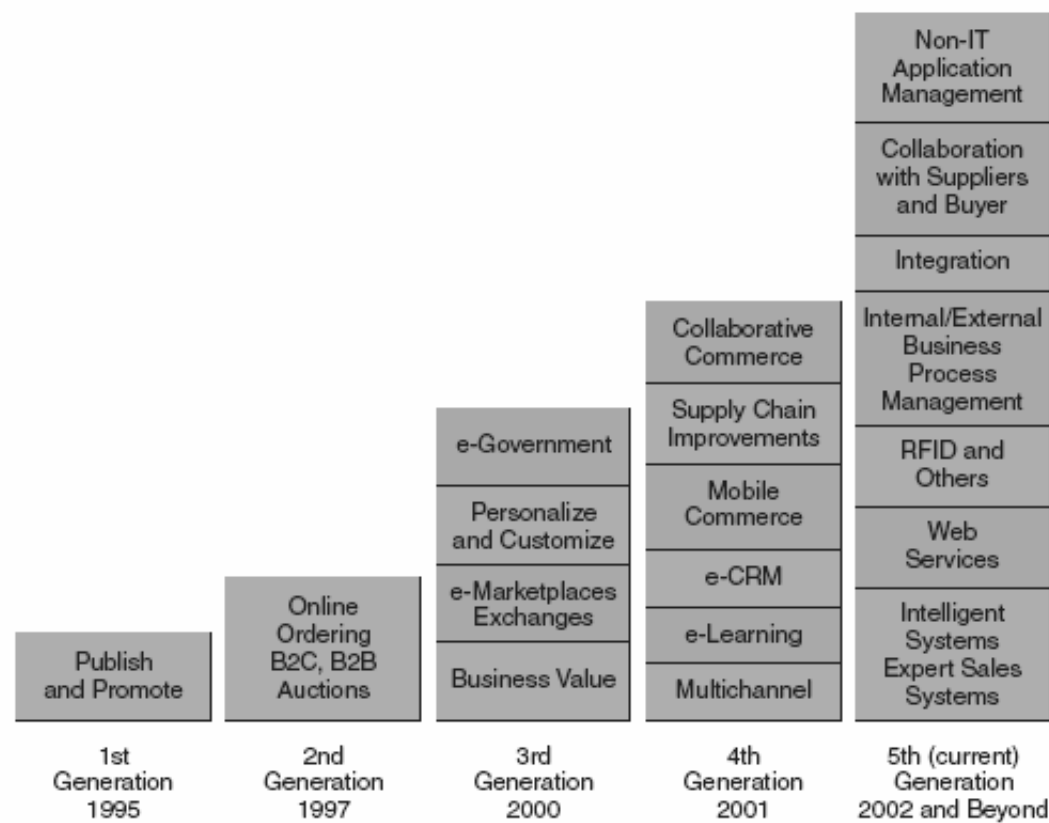 Publish
and Promote
1st
Generation
1995
Online
Ordering
B2C, B2B
Auctions
2nd
Generation
1997
e-Government
Personalize
and Customize
e-Marketplaces
Exchanges
Business Value
3rd
Generation
2000
Collaborative
Commerce
Supply Chain
Improvements
Mobile
Commerce
e-CRM
e-Learning
Multichannel
4th
Generation
2001
Non-IT
Application
Management
Collaboration
with Suppliers
and Buyer
Integration
Internal/External
Business
Process
Management
RFID and
Others
Web
Services
Intelligent
Systems
Expert Sales
Systems
5th (current)
Generation
2002 and Beyond